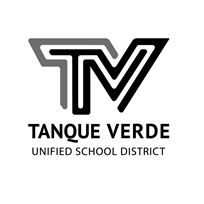 TV
TANQUE VERDE
UNIFIED SCHOOL DISTRICT